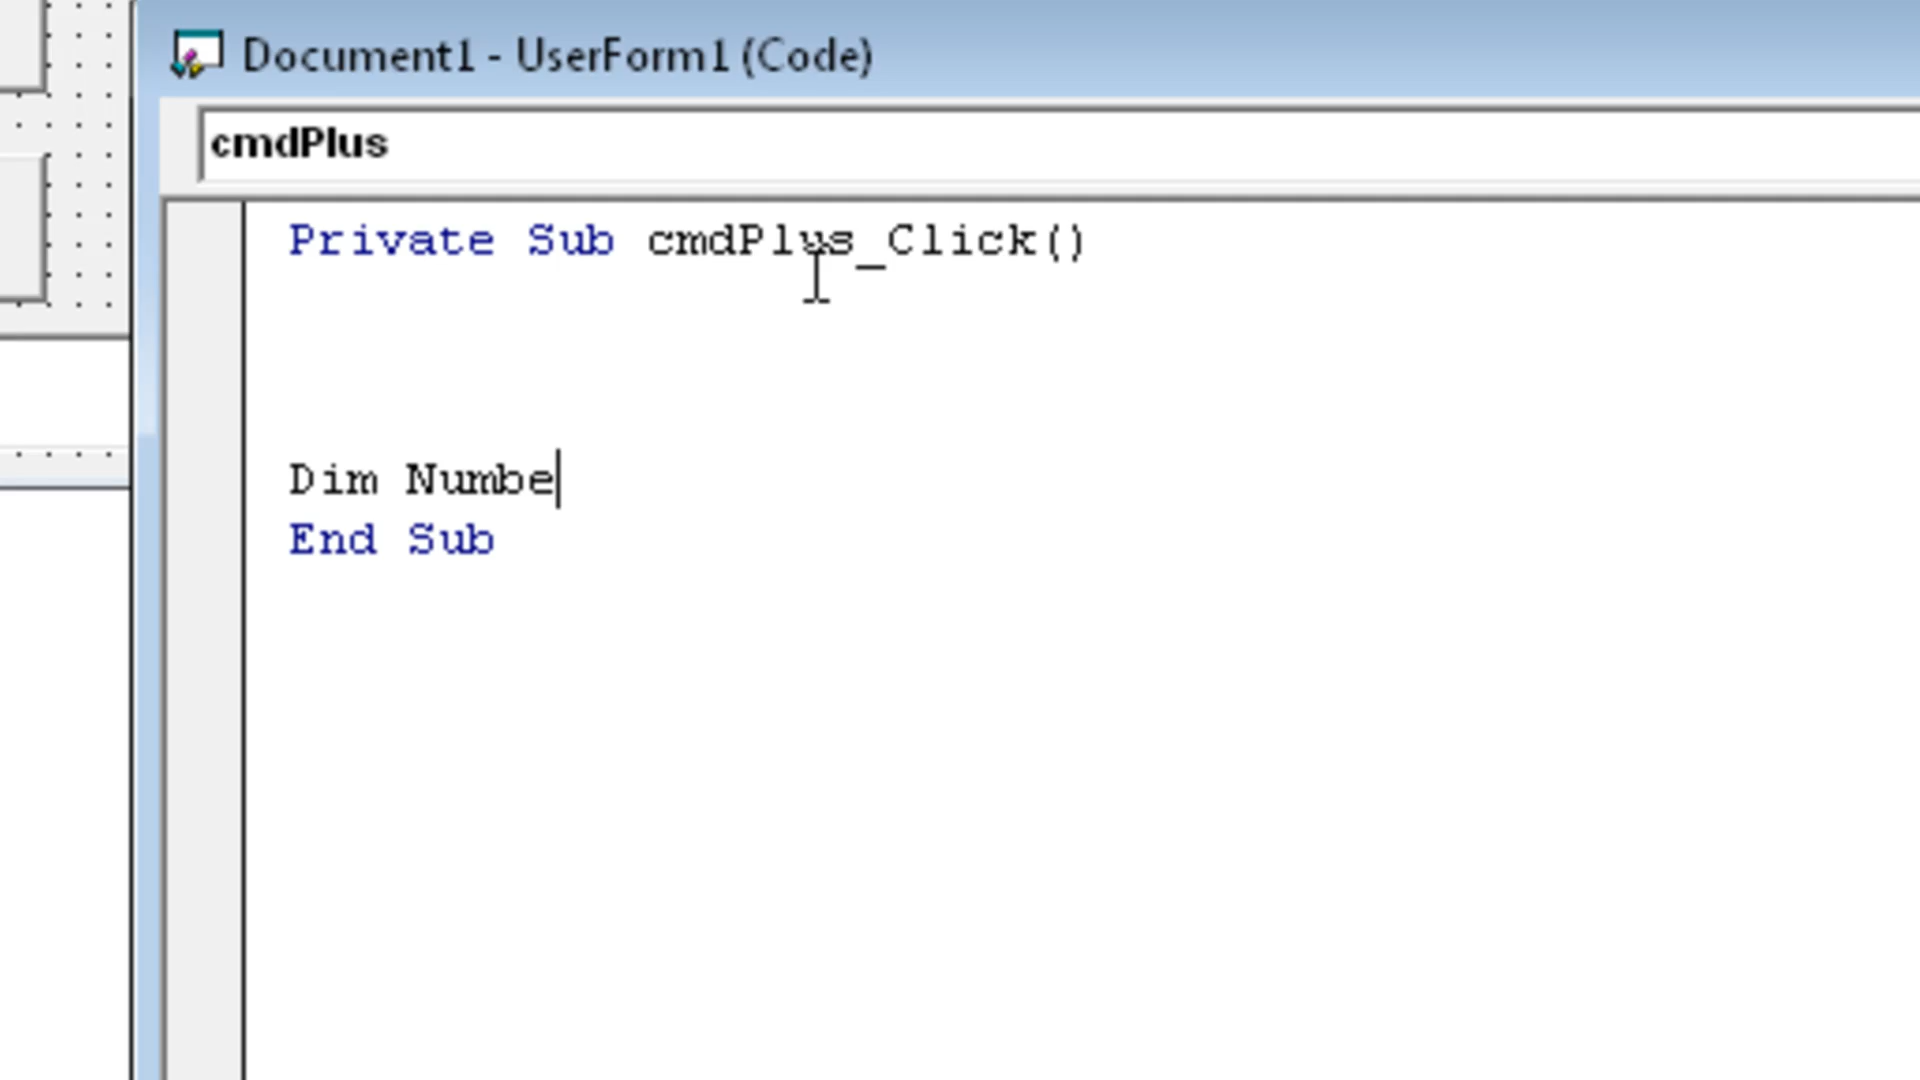 Document1 - UserForm1 (Code)
cmdPlus
Private Sub cmdPlus_Click()
Dim Numbe
End Sub